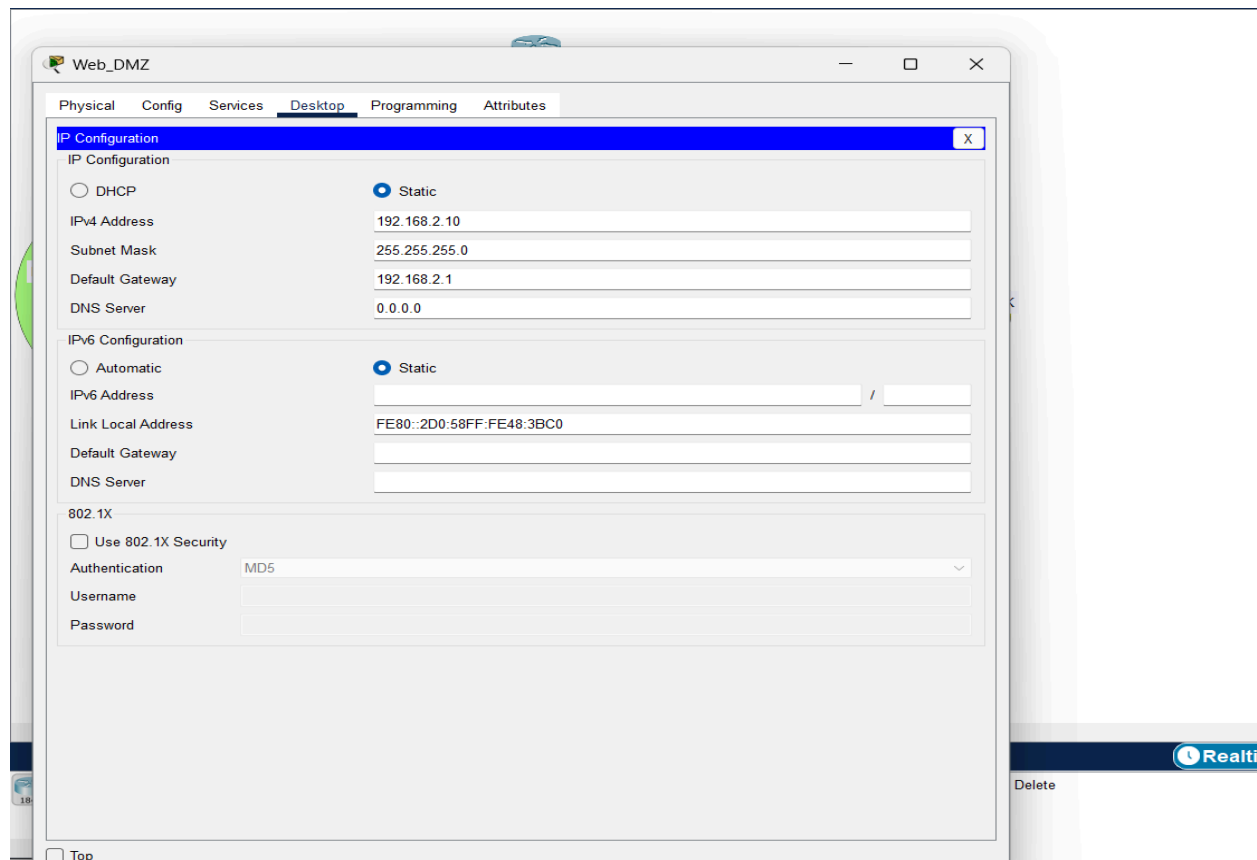 Web_DMZ
Physical Config Services Desktop Programming Attributes
IP Configuration X
IP Configuration
DHCP Static
IPv4 Address 192.168.2.10
Subnet Mask 255.255.255.0
Default Gateway 192.168.2.1
DNS Server 0.0.0.0
IPv6 Configuration
Automatic Static
IPv6 Address /
Link Local Address FE80::2D0:58FF:FE48:3BC0
Default Gateway
DNS Server
802.1X
Use 802.1X Security
Authentication MD5
Username
Password
Realti
Delete
Top